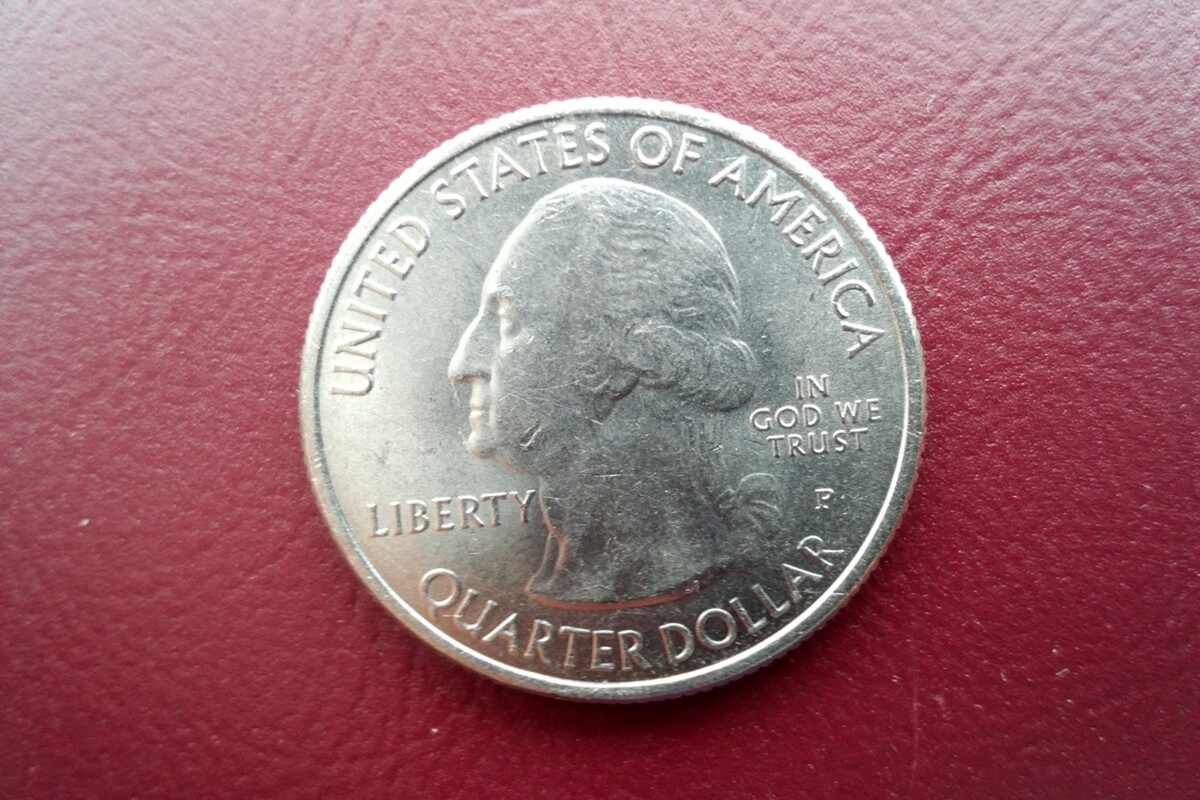 UNITED STATES OF AMERICA
IN
GOD WE
TRUST
LIBERTY
P
QUARTER DOLLAR